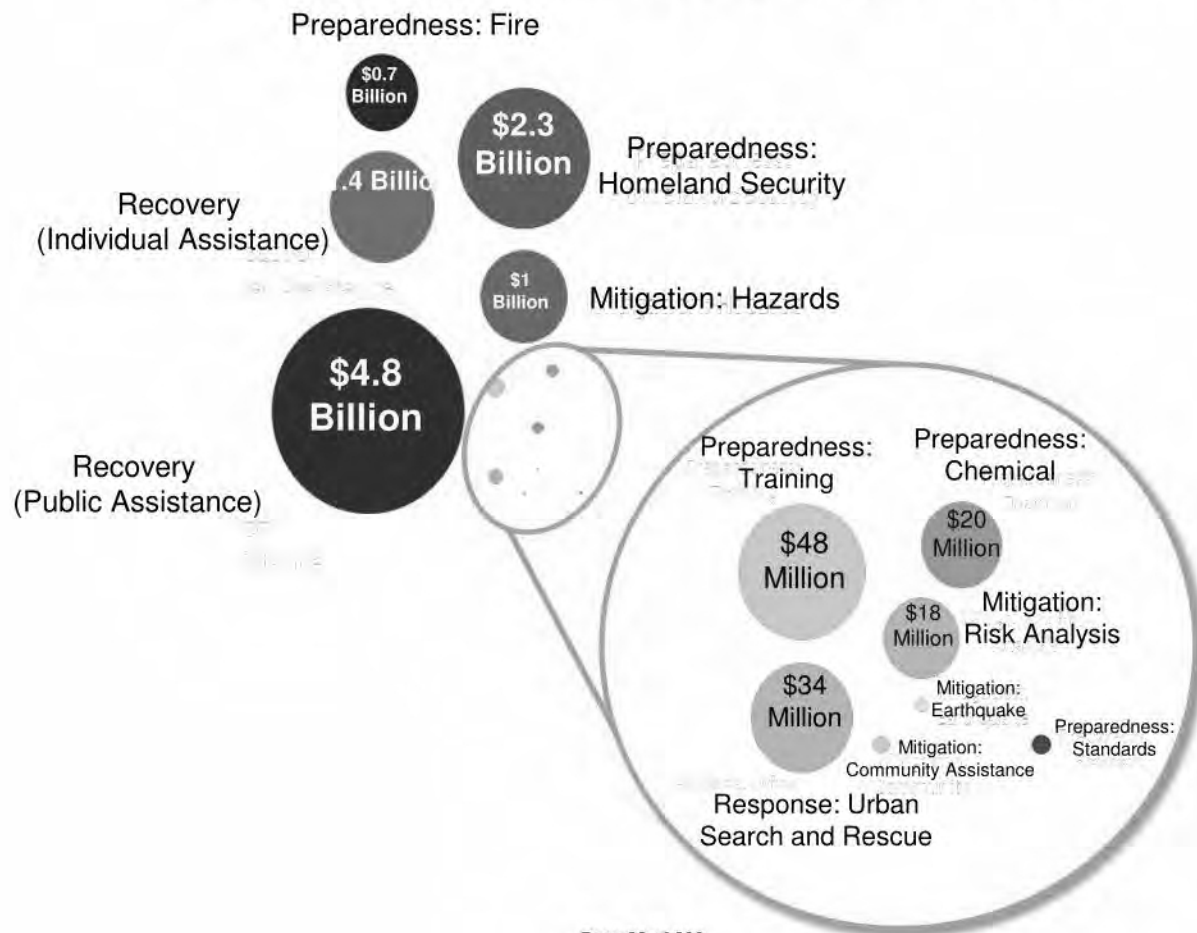 Preparedness: Fire
$0.7
Billion
$2.3
Billion
Preparedness:
Homeland Security
.4 Billio
Recovery
(Individual Assistance)
$1
Billion
Mitigation: Hazards
$4.8
Billion
Recovery
(Public Assistance)
Preparedness:
Training
Preparedness:
Chemical
$48
Million
$20
Million
$18
Million
Mitigation:
Risk Analysis
$34
Million
Mitigation:
Earthquake
Mitigation:
Community Assistance
Preparedness:
Standards
Response: Urban
Search and Rescue